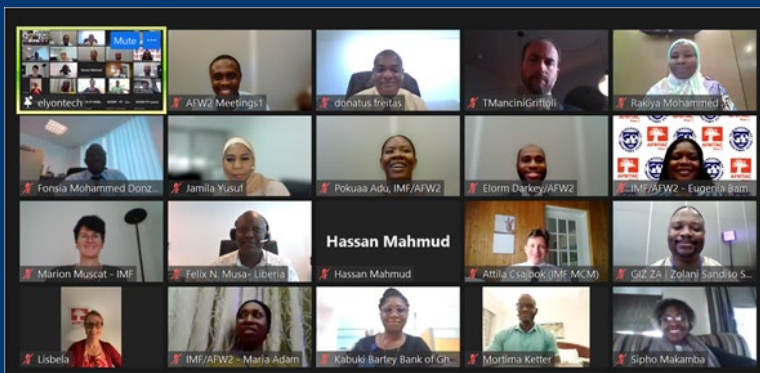 Mute ...
elyontech
AFW2 Meetings1
donatus freitas
TManciniGriffoli
Rakiya Mohammed
Fonsia Mohammed Donz...
Jamila Yusuf
Pokuaa Adu, IMF/AFW2
Elorm Darkey/AFW2
AFRITAC
IMF/AFW2 - Eugenia Bam
Marion Muscat - IMF
Felix N. Musa- Liberia
Hassan Mahmud
Hassan Mahmud
Attila Csajbok (IMF MCM)
GIZ ZA | Zolani Sandiso S...
Lisbela
IMF/AFW2 - Maria Adam
Kabuki Bartey Bank of Gh...
Mortima Ketter
Sipho Makamba